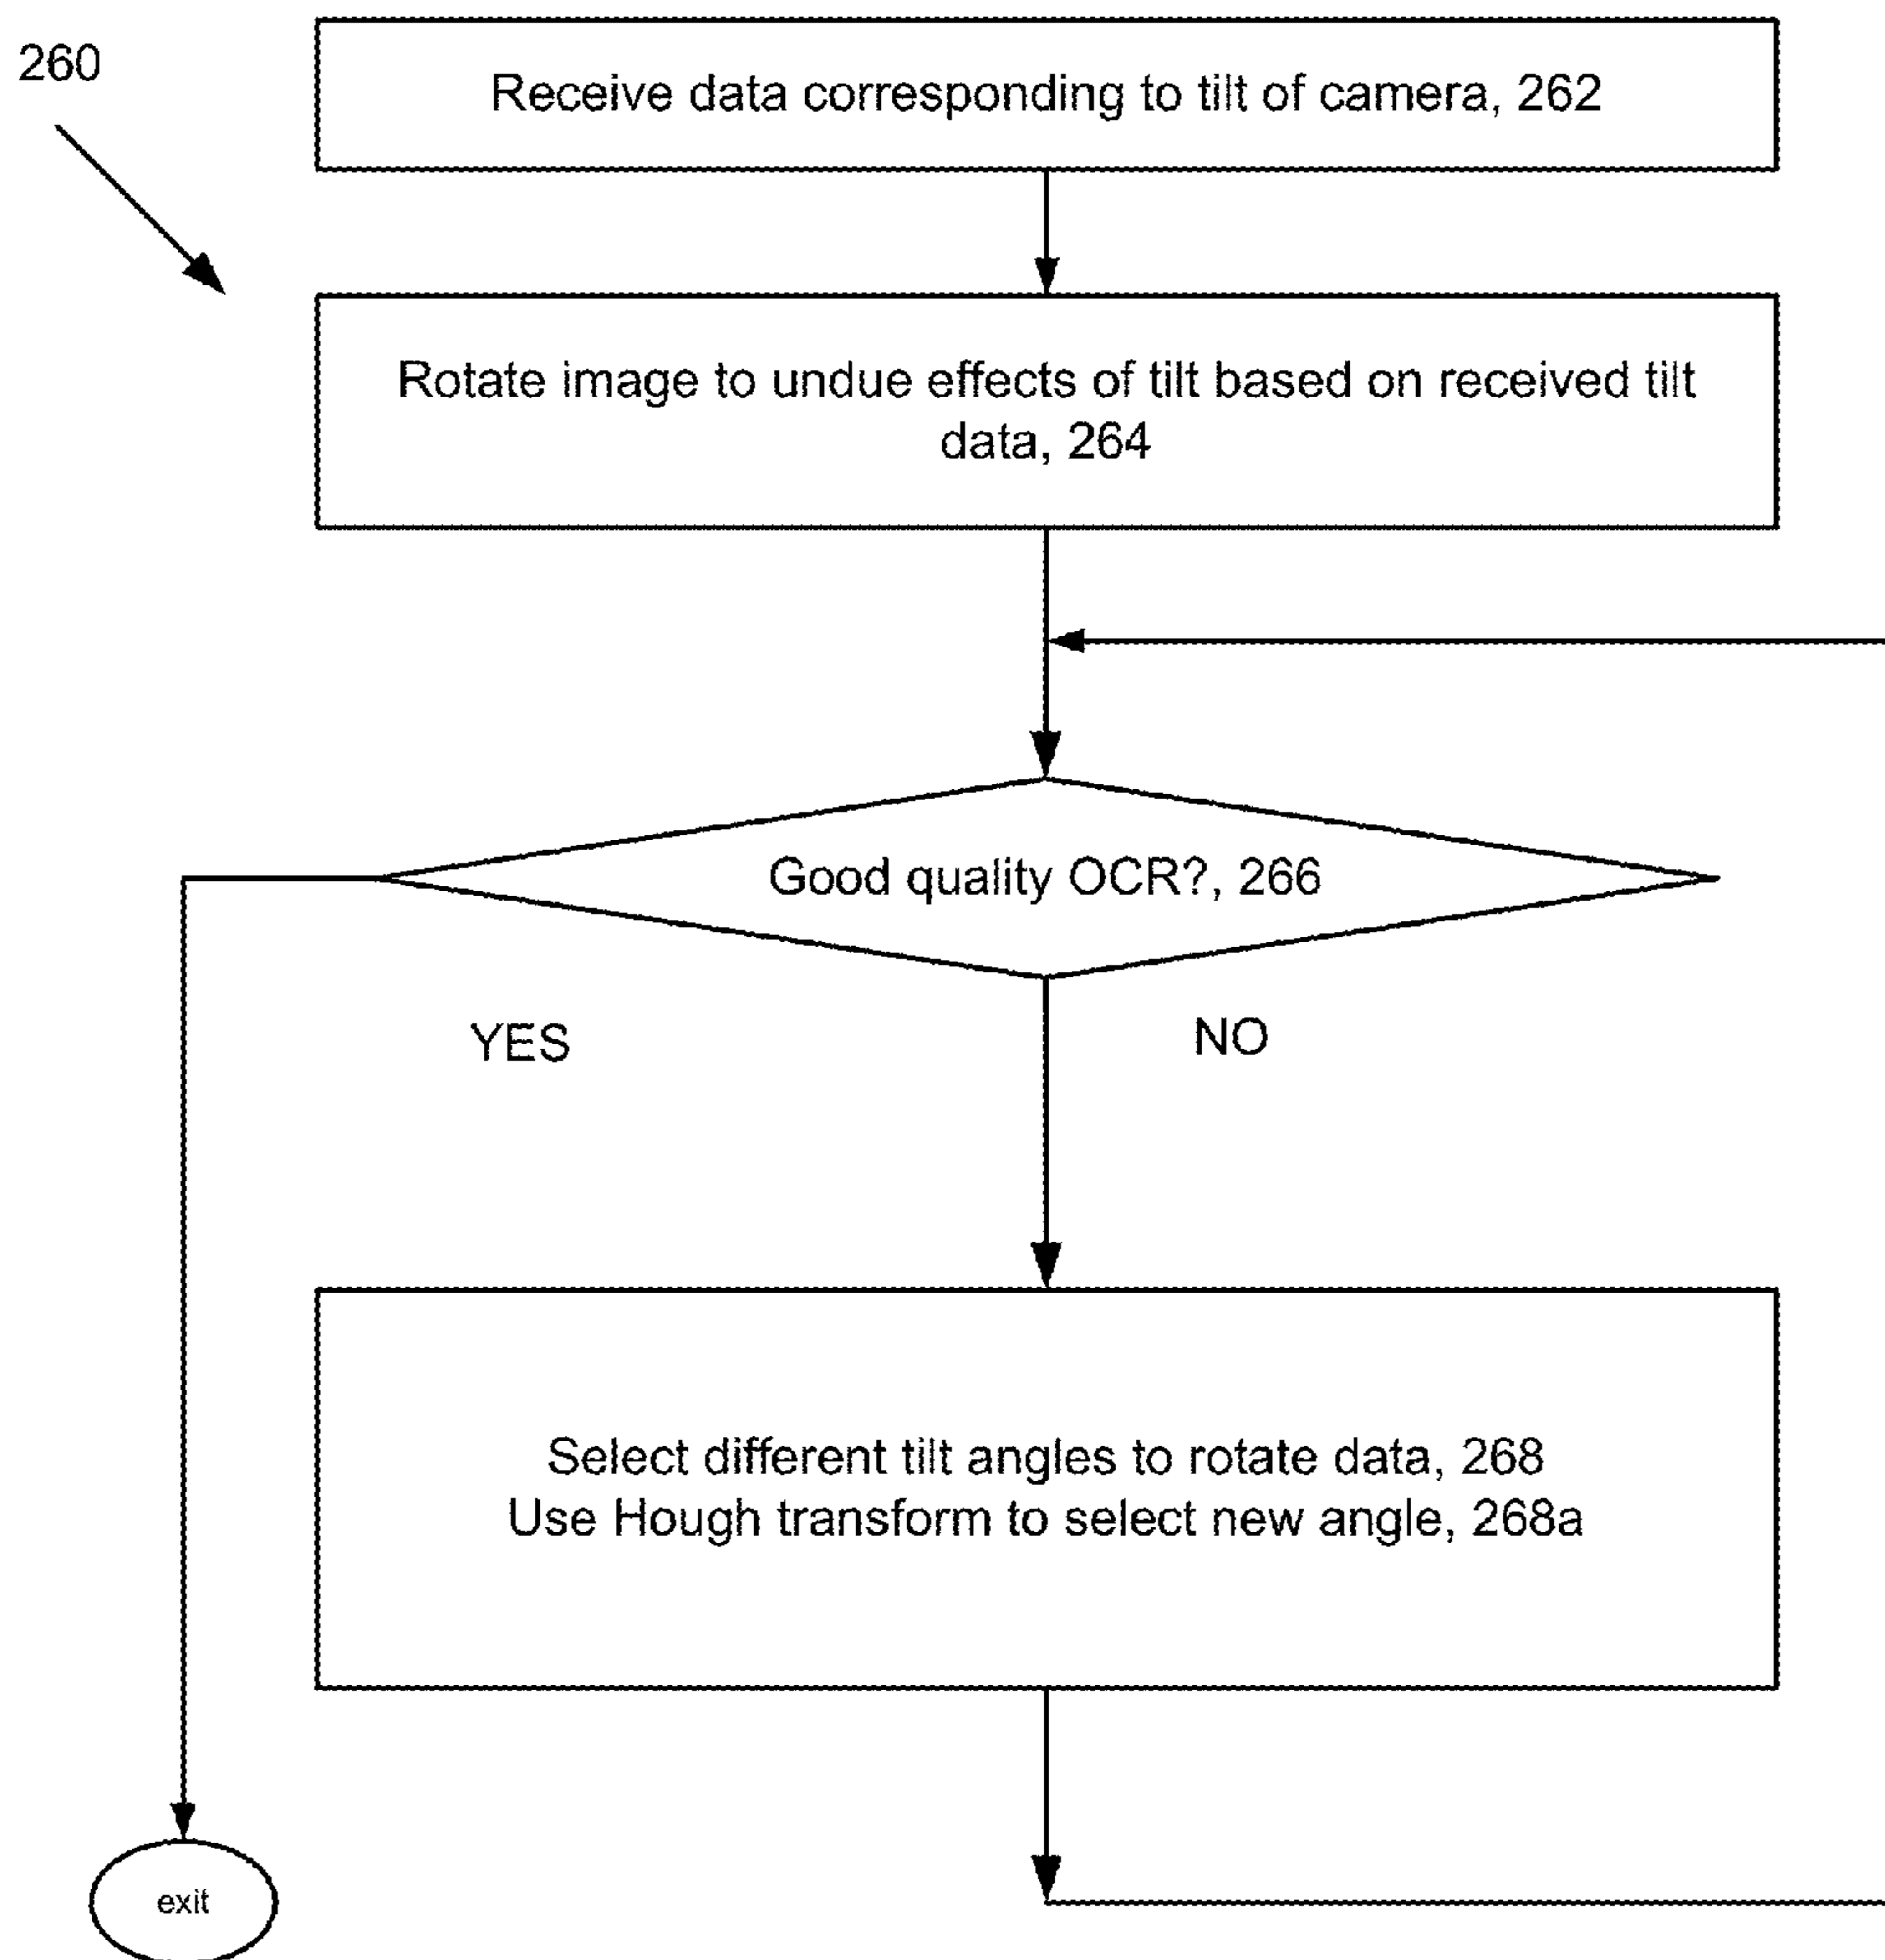 260
Receive data corresponding to tilt of camera, 262
Rotate image to undue effects of tilt based on received tilt
data, 264
Good quality OCR?, 266
YES
NO
Select different tilt angles to rotate data, 268
Use Hough transform to select new angle, 268a
exit